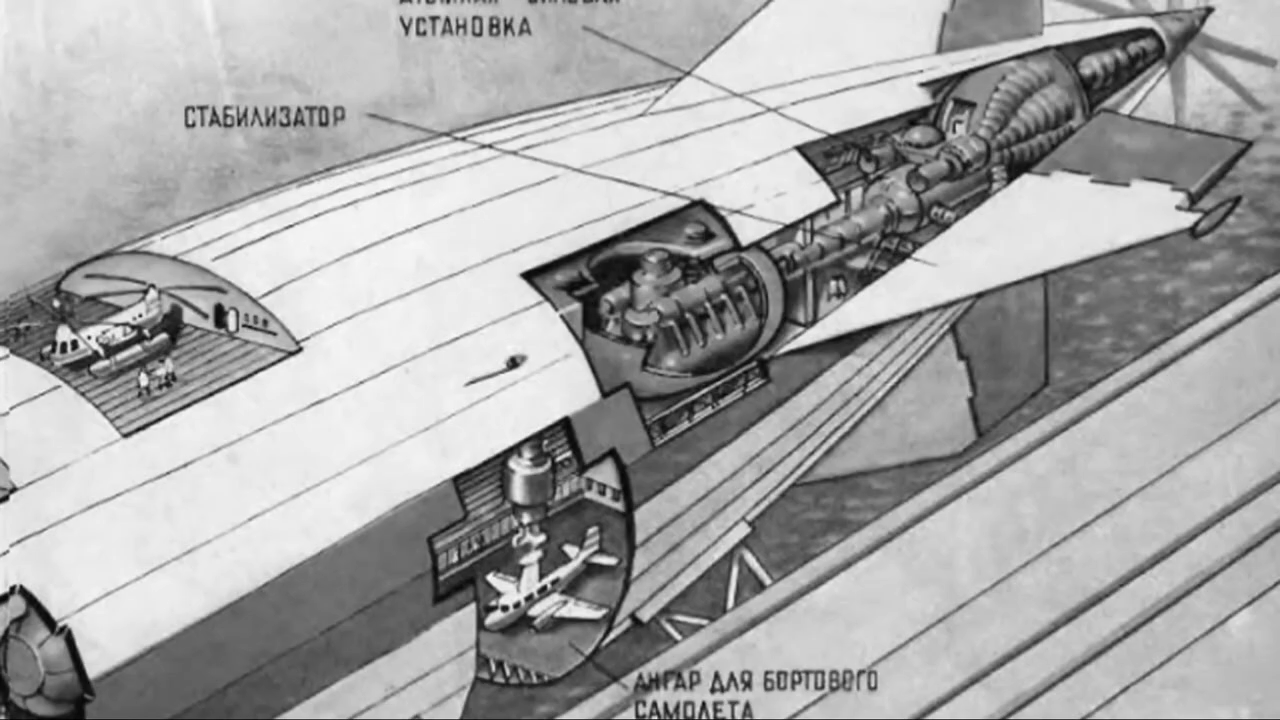 УСТАНОВКА
СТАБИЛИЗАТОР
АНГАР ДЛЯ БОРТОВОГО
САМОЛЕТА